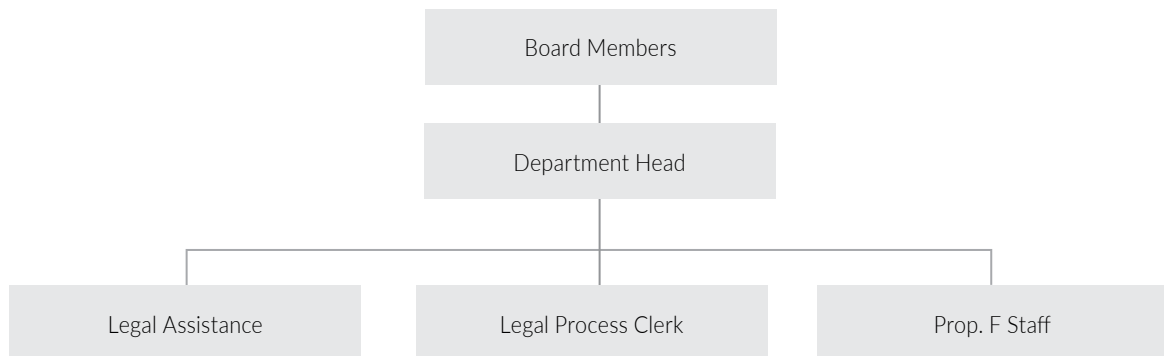 Board Members
Department Head
Legal Assistance
Legal Process Clerk
Prop. F Staff